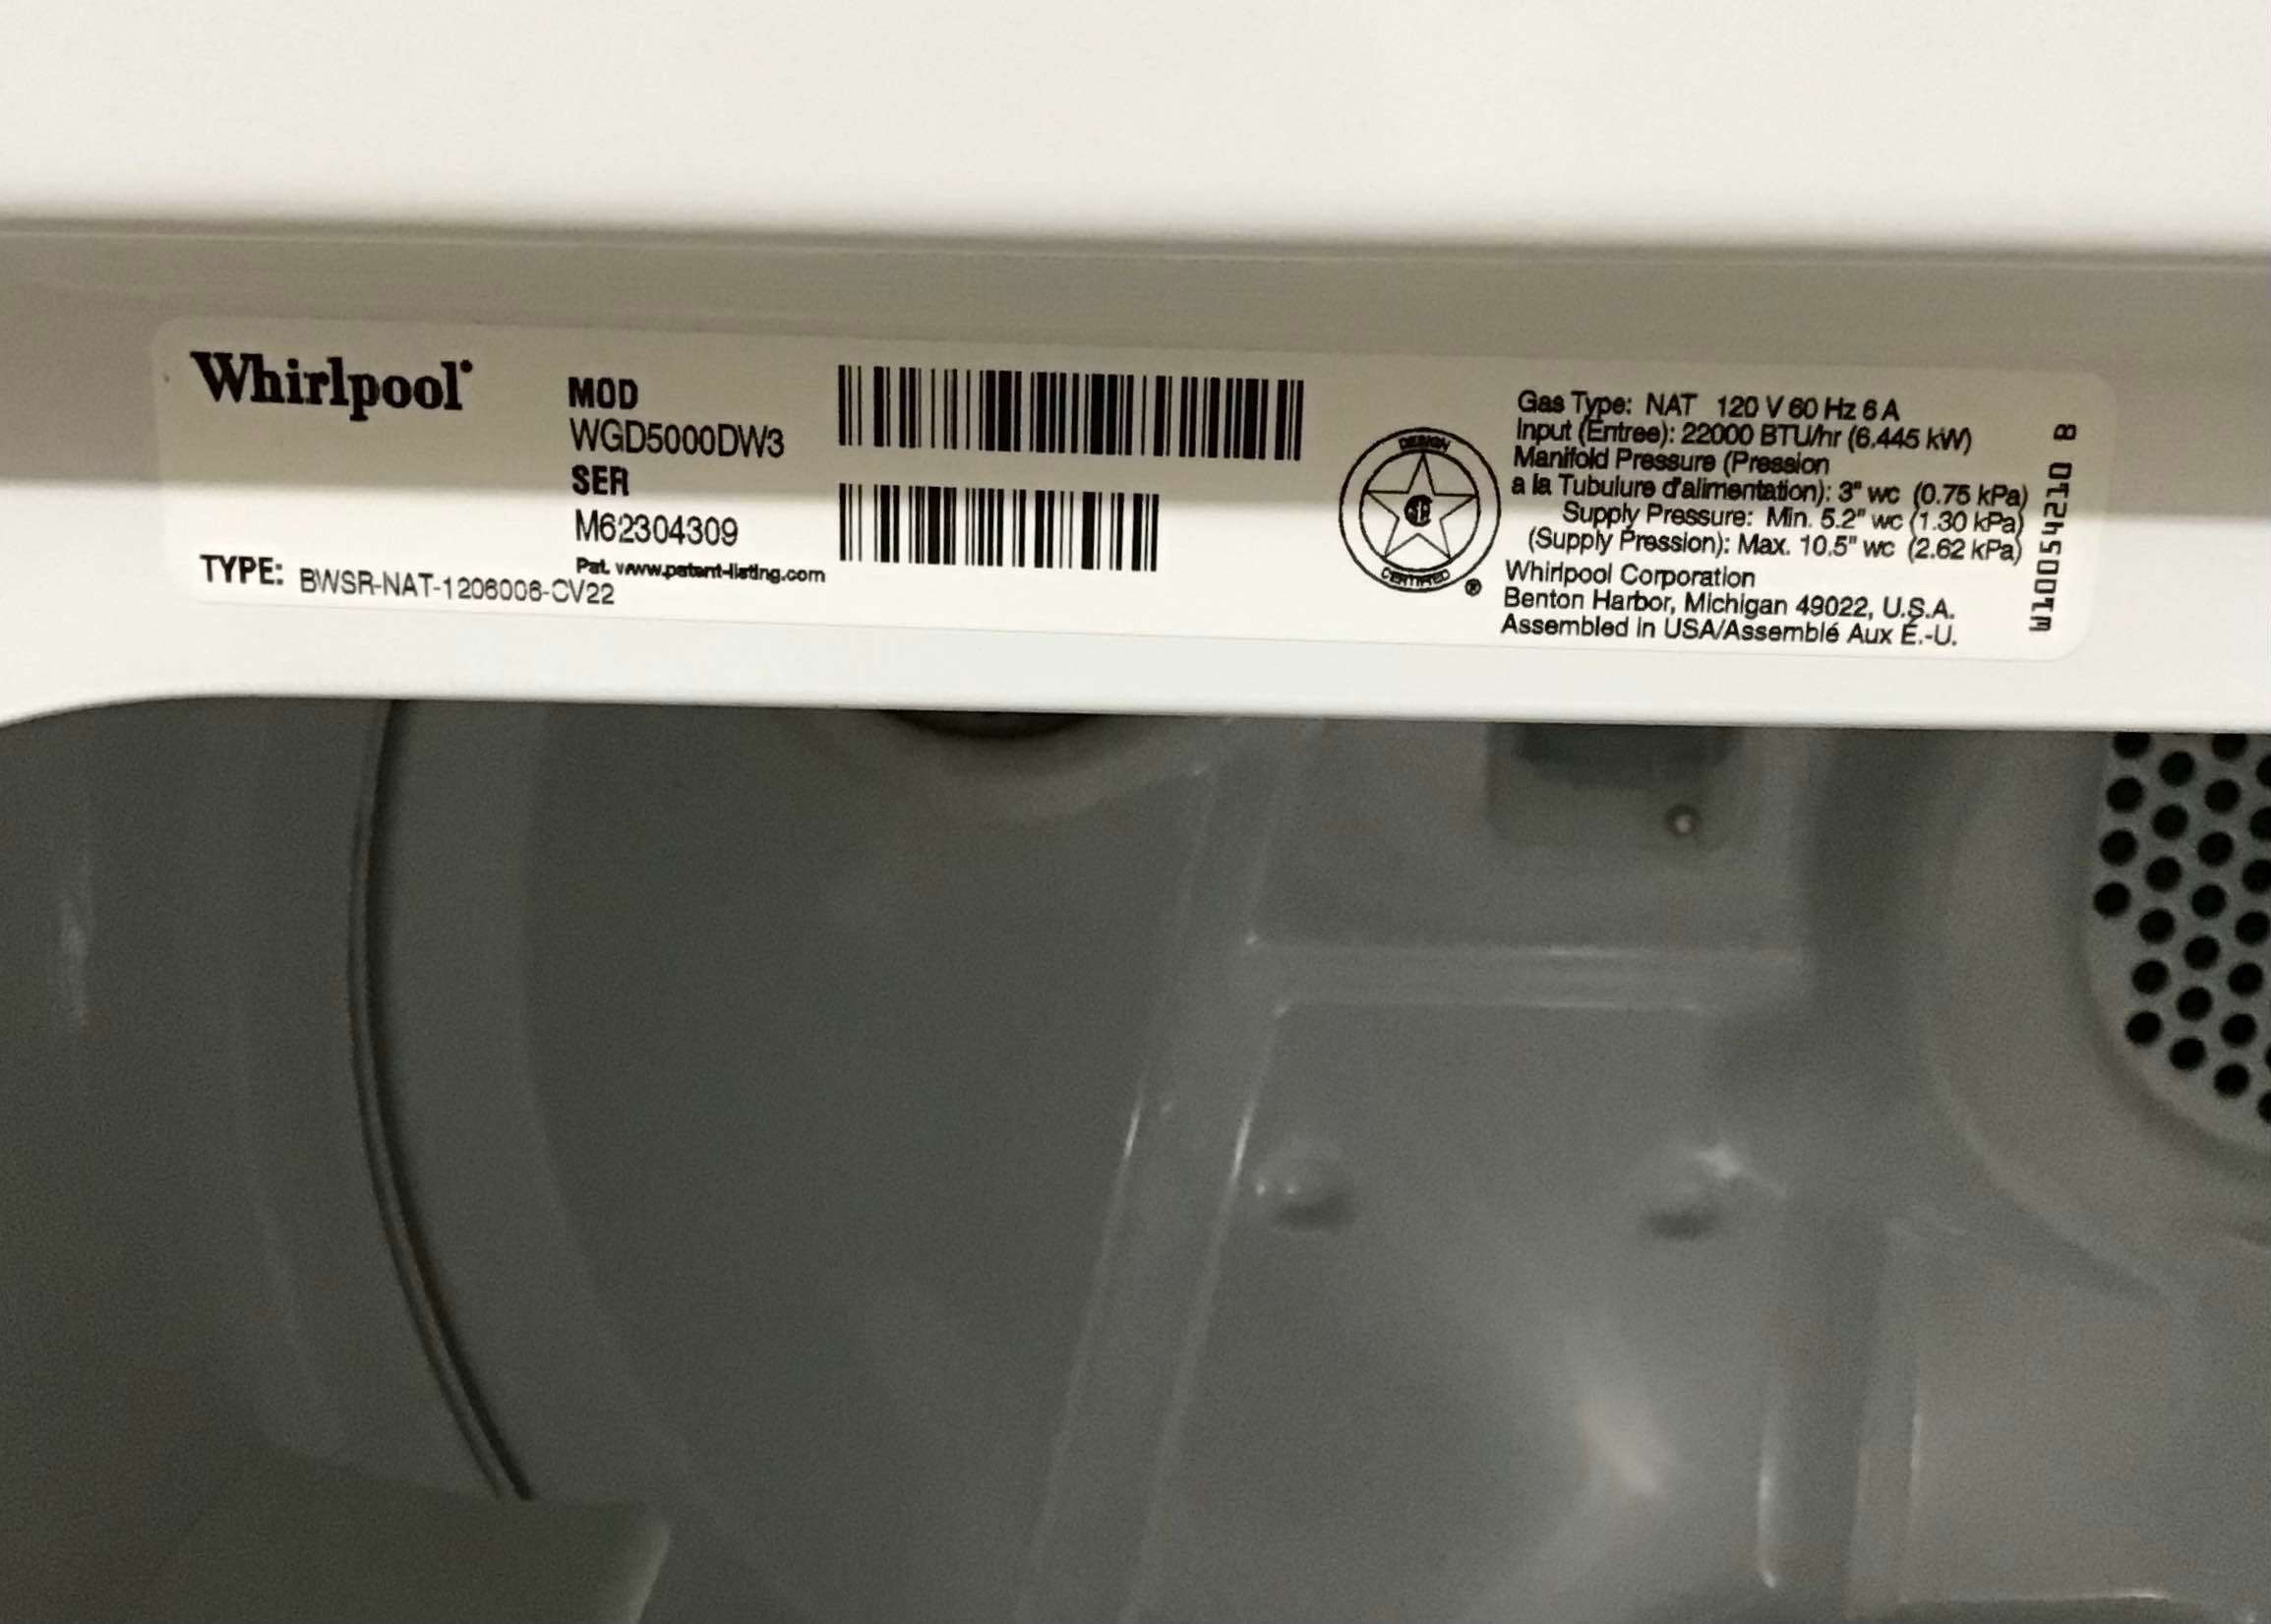 Whirlpool®
MOD
WGD5000DW3
SER
M62304309
Pat. www.patent-listing.com
TYPE: BWSR-NAT-1206006-CV22
DESIGN
CERTIFIED
®
Gas Type: NAT 120 V 60 Hz 6 A
Input (Entree): 22000 BTU/hr (6.445 kW)
Manifold Pressure (Pression
a la Tubulure d'alimentation): 3" wc (0.75 kPa)
Supply Pressure: Min. 5.2" wc (1.30 kPa)
(Supply Pression): Max. 10.5" wc (2.62 kPa)
Whirlpool Corporation
Benton Harbor, Michigan 49022, U.S.A.
Assembled in USA/Assemblé Aux É.-U.